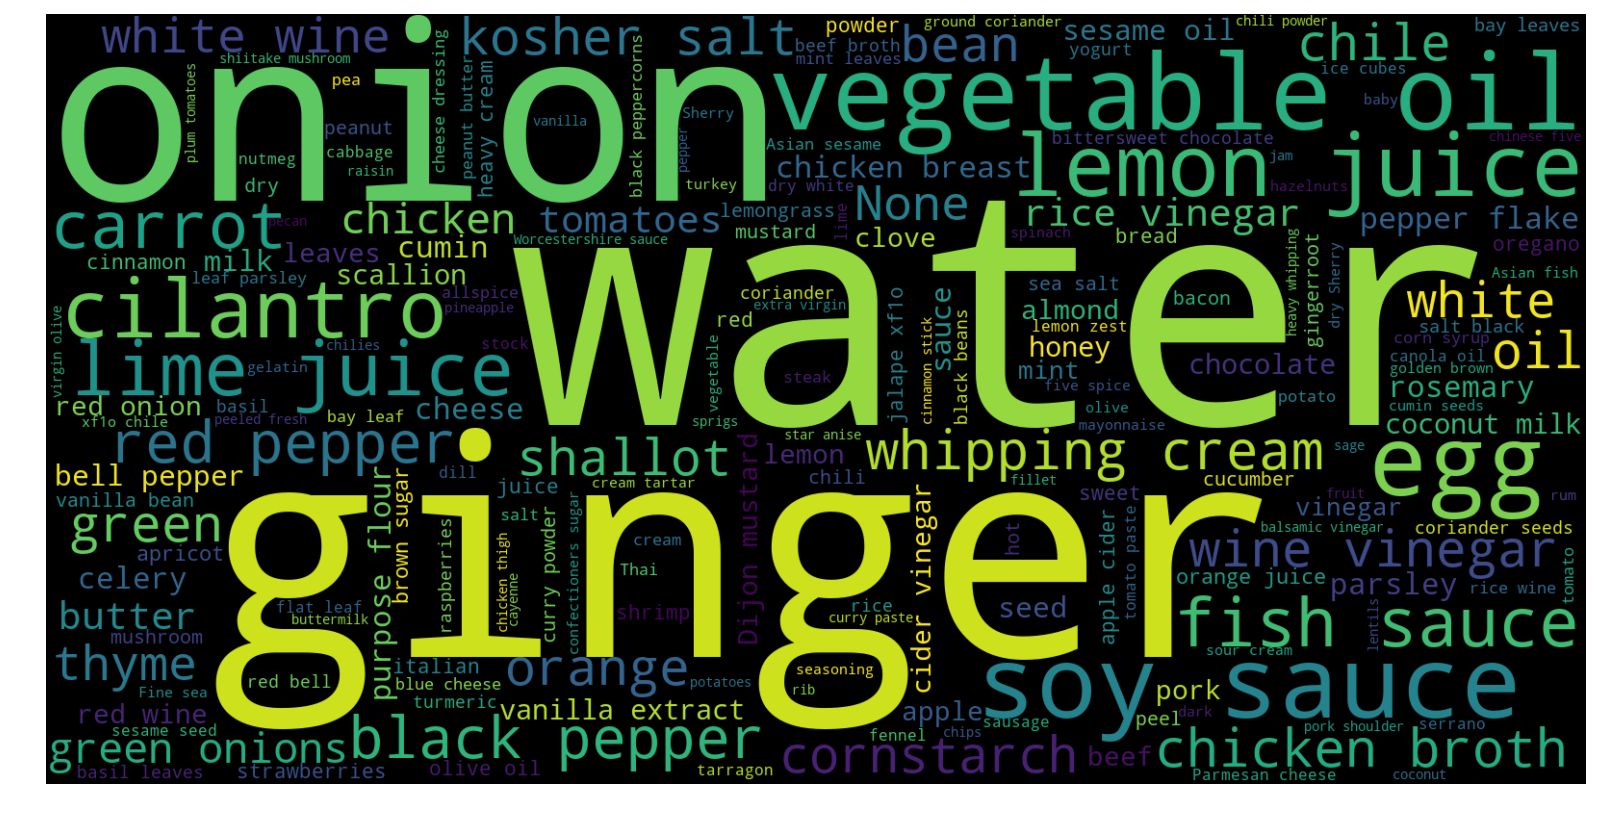 white wine
kosher salt
powder
ground coriander
sesame oil
chili powder
bay leaves
onion
shiitake mushroom
beef broth
bean
yogurt
chile
mint leaves
vegetable oil
ice cubes
pea
plum tomatoes
cheese dressing
peanut butter
heavy cream
black peppercorns
Sherry
vanilla
baby
peanut
Asian sesame
bittersweet chocolate
chinese five
nutmeg
cabbage
raisin
pepper
chicken breast
lemon juice
jam
dry
turkey
dry white
hazelnuts
carrot
pecan
chicken
tomatoes
lemongrass
None
rice vinegar
pepper flake
cinnamon
milk
leaves
cumin
Worcestershire sauce
mustard
lime
clove
spinach
bread
oregano
leaf parsley
scallion
water
heavy whipping
gingerroot
dry Sherry
Asian fish
cilantro
allspice
pineapple
coriander
extra virgin
sea salt
almond
bacon
white
virgin olive
red
jalape xf1o
sauce
lemon zest
salt black
lime juice
chilies
stock
honey
corn syrup
gelatin
steak
vegetable
cinnamon stick
black beans
mint
chocolate
canola oil
oil
golden brown
five spice
rosemary
red onion
basil
bay leaf
cheese
sprigs
olive
potato
cumin seeds
xf1o chile
peeled fresh
mayonnaise
coconut milk
red pepper
shallot
Dijon mustard
star anise
lemon
whipping cream
sage
egg
bell pepper
dill
cream tartar
chili
fillet
cucumber
vanilla bean
purpose flour
brown sugar
juice
sweet
fruit
rum
green
ginger
salt
vinegar
balsamic vinegar
coriander seeds
apricot
raspberries
chicken thigh
cayenne
curry powder
confectioners sugar
cream
cider vinegar
hot
apple cider
tomato paste
wine vinegar
celery
Thai
orange juice
parsley
rice wine
tomato
butter
flat leaf
buttermilk
shrimp
rice
curry paste
seed
lentils
mushroom
fish sauce
thyme
italian
orange
seasoning
sour cream
Fine sea
red bell
blue cheese
potatoes
rib
soy sauce
pork
red wine
turmeric
vanilla extract
apple
sausage
peel
dark
pork shoulder
serrano
sesame seed
green onions
black pepper
fennel
chips
chicken broth
basil leaves
strawberries
olive oil
tarragon
cornstarch
beef
Parmesan cheese
coconut